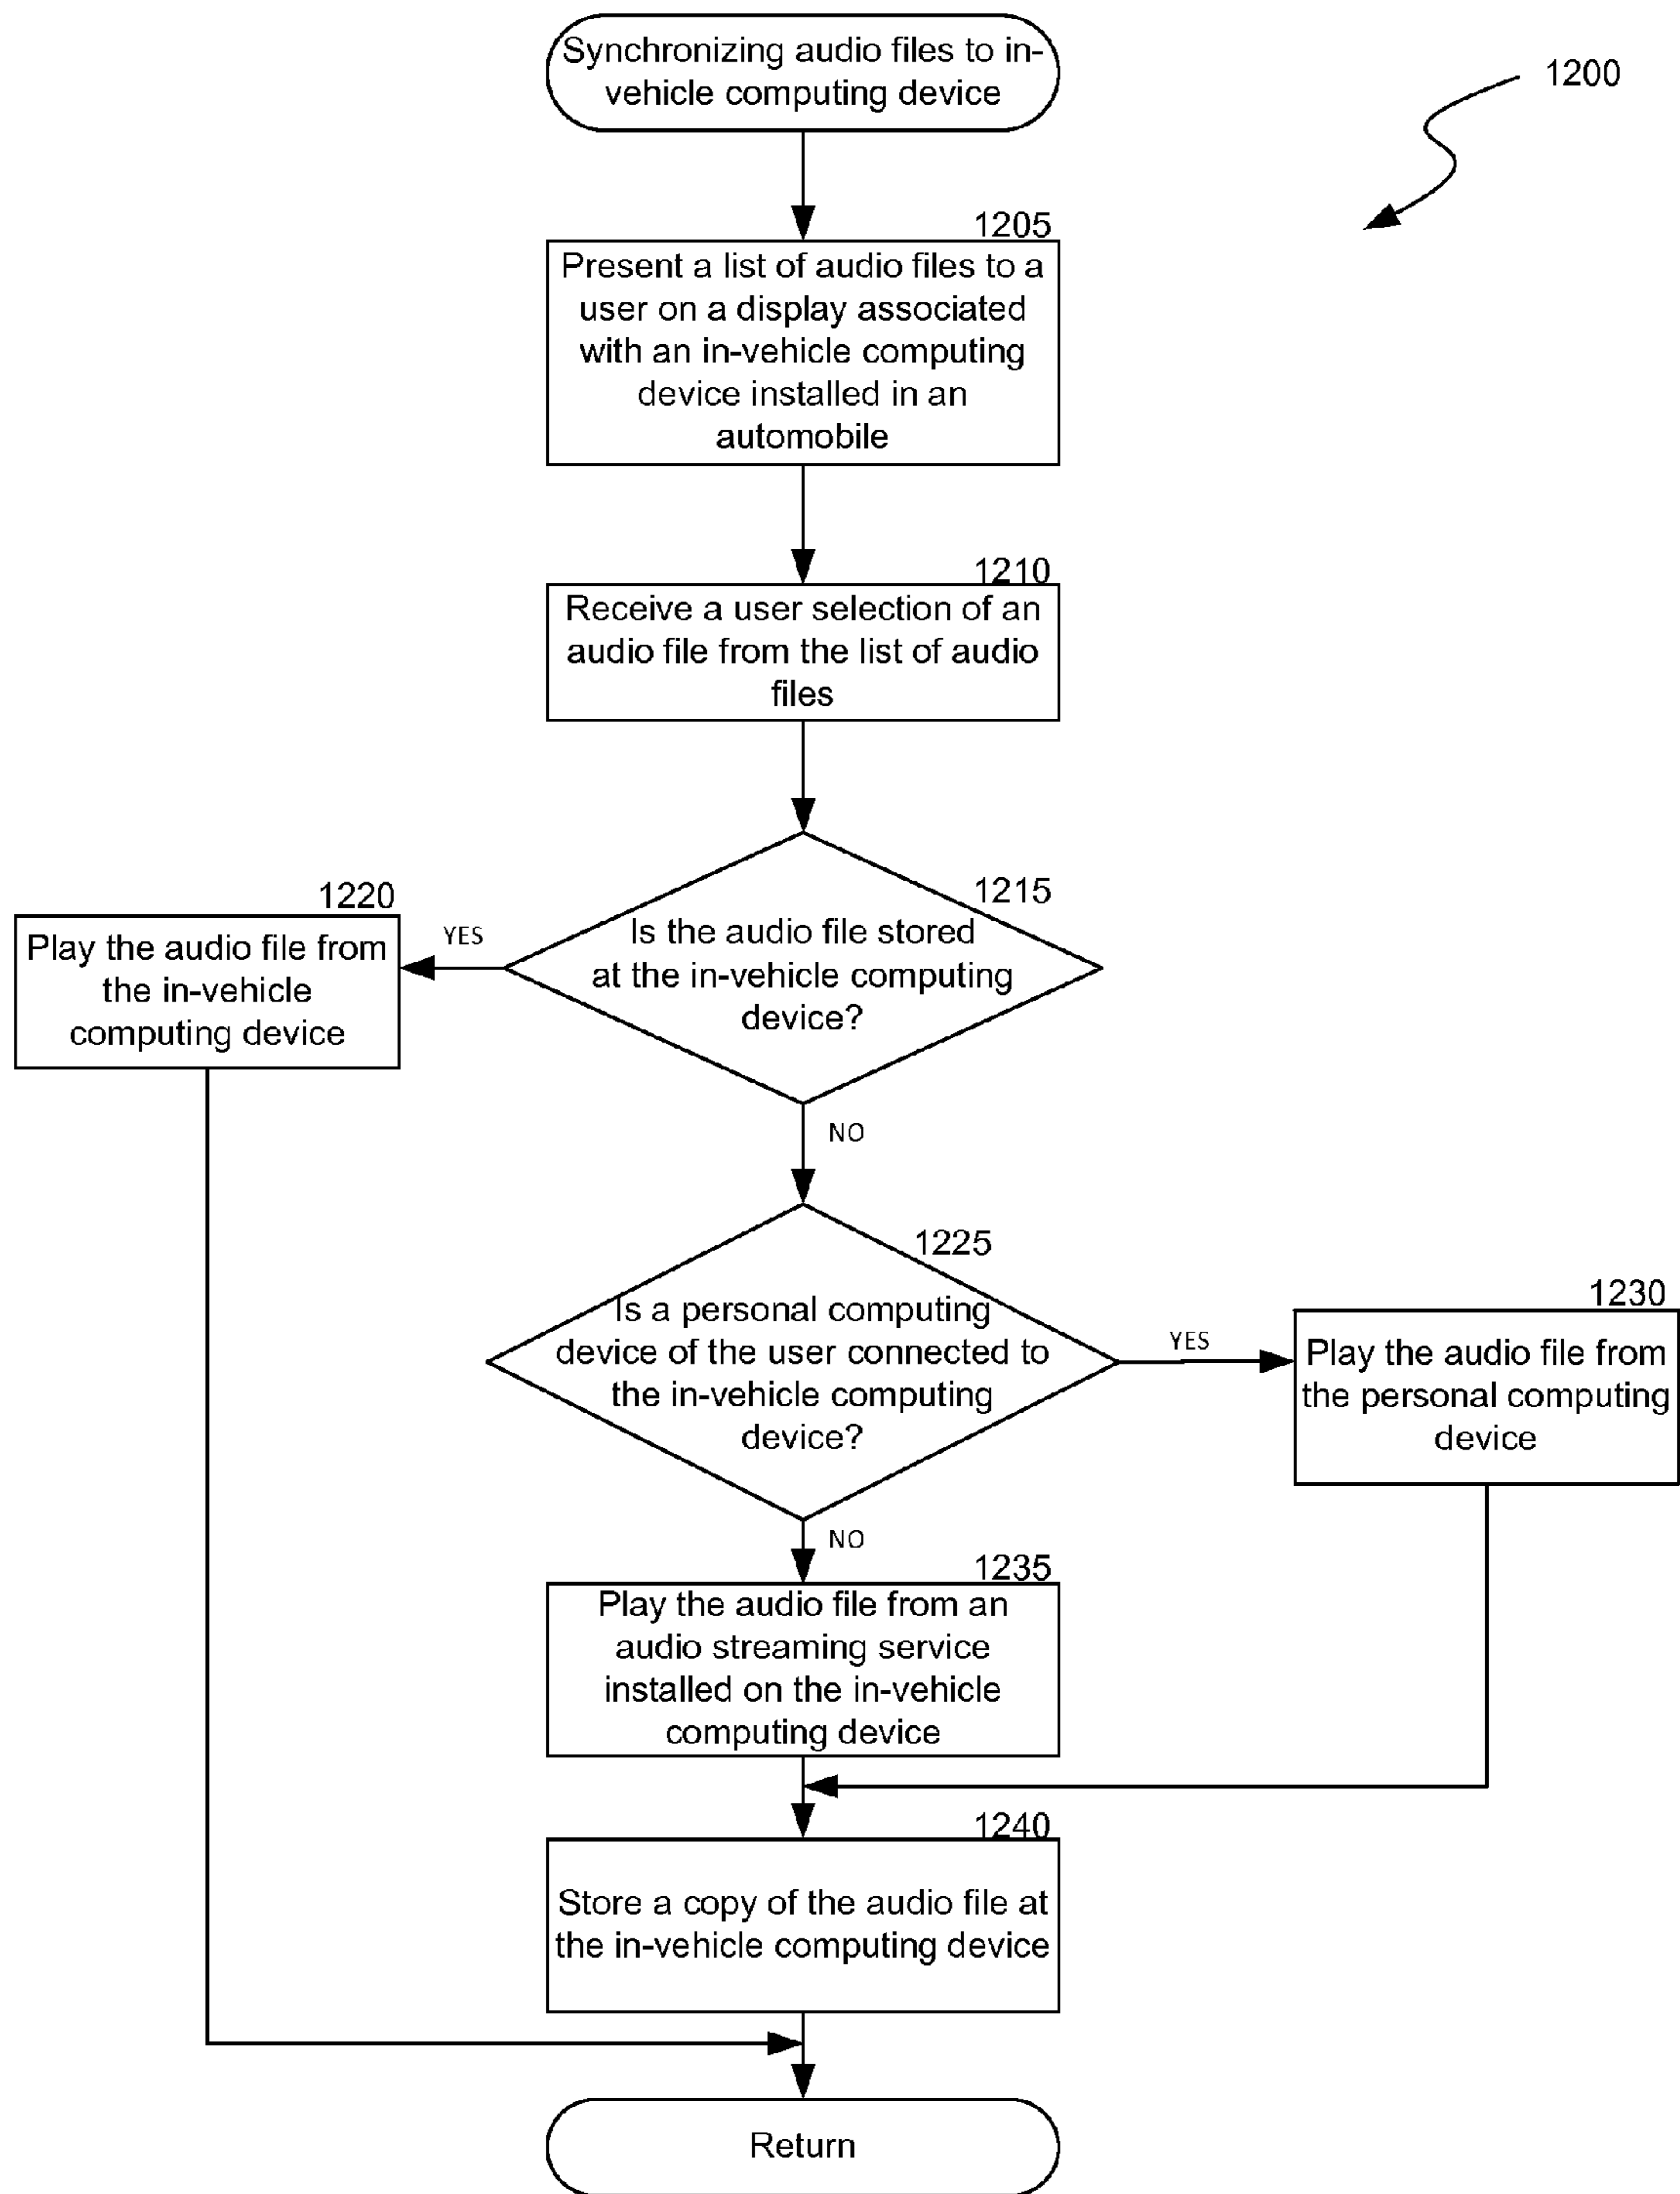 Synchronizing audio files to in-
vehicle computing device
1200
1205
Present a list of audio files to a
user on a display associated
with an in-vehicle computing
device installed in an
automobile
1210
Receive a user selection of an
audio file from the list of audio
files
1215
Is the audio file stored
at the in-vehicle computing
device?
YES
1220
Play the audio file from
the in-vehicle
computing device
NO
1225
Is a personal computing
device of the user connected to
the in-vehicle computing
device?
YES
1230
Play the audio file from
the personal computing
device
NO
1235
Play the audio file from an
audio streaming service
installed on the in-vehicle
computing device
1240
Store a copy of the audio file at
the in-vehicle computing device
Return